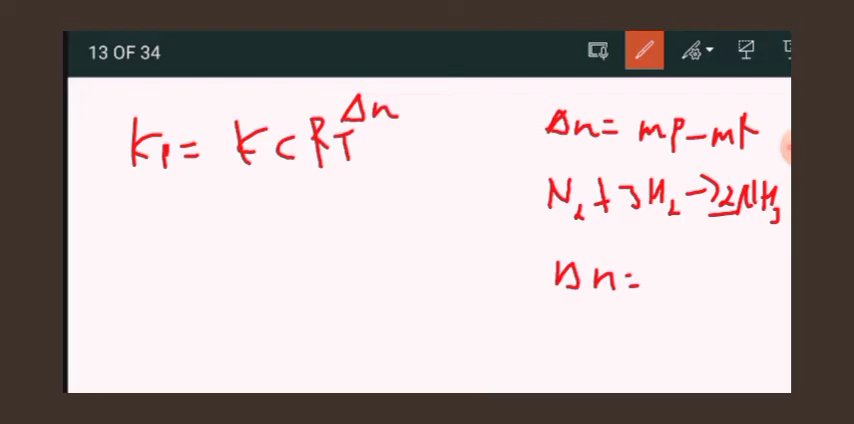 13 OF 34
Kp = KC RT^Δn
Δn = mp - mR
N₂ + 3H₂ → 2NH₃
Δn =